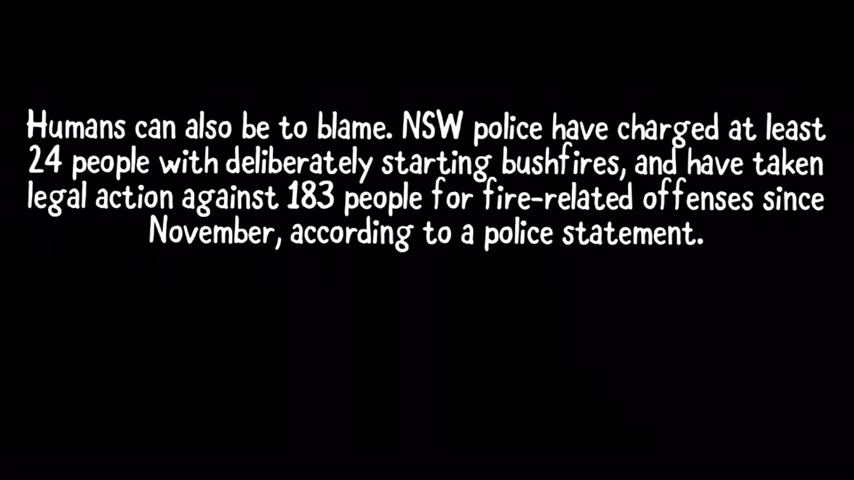 Humans can also be to blame. NSW police have charged at least
24 people with deliberately starting bushfires, and have taken
legal action against 183 people for fire-related offenses since
November, according to a police statement.